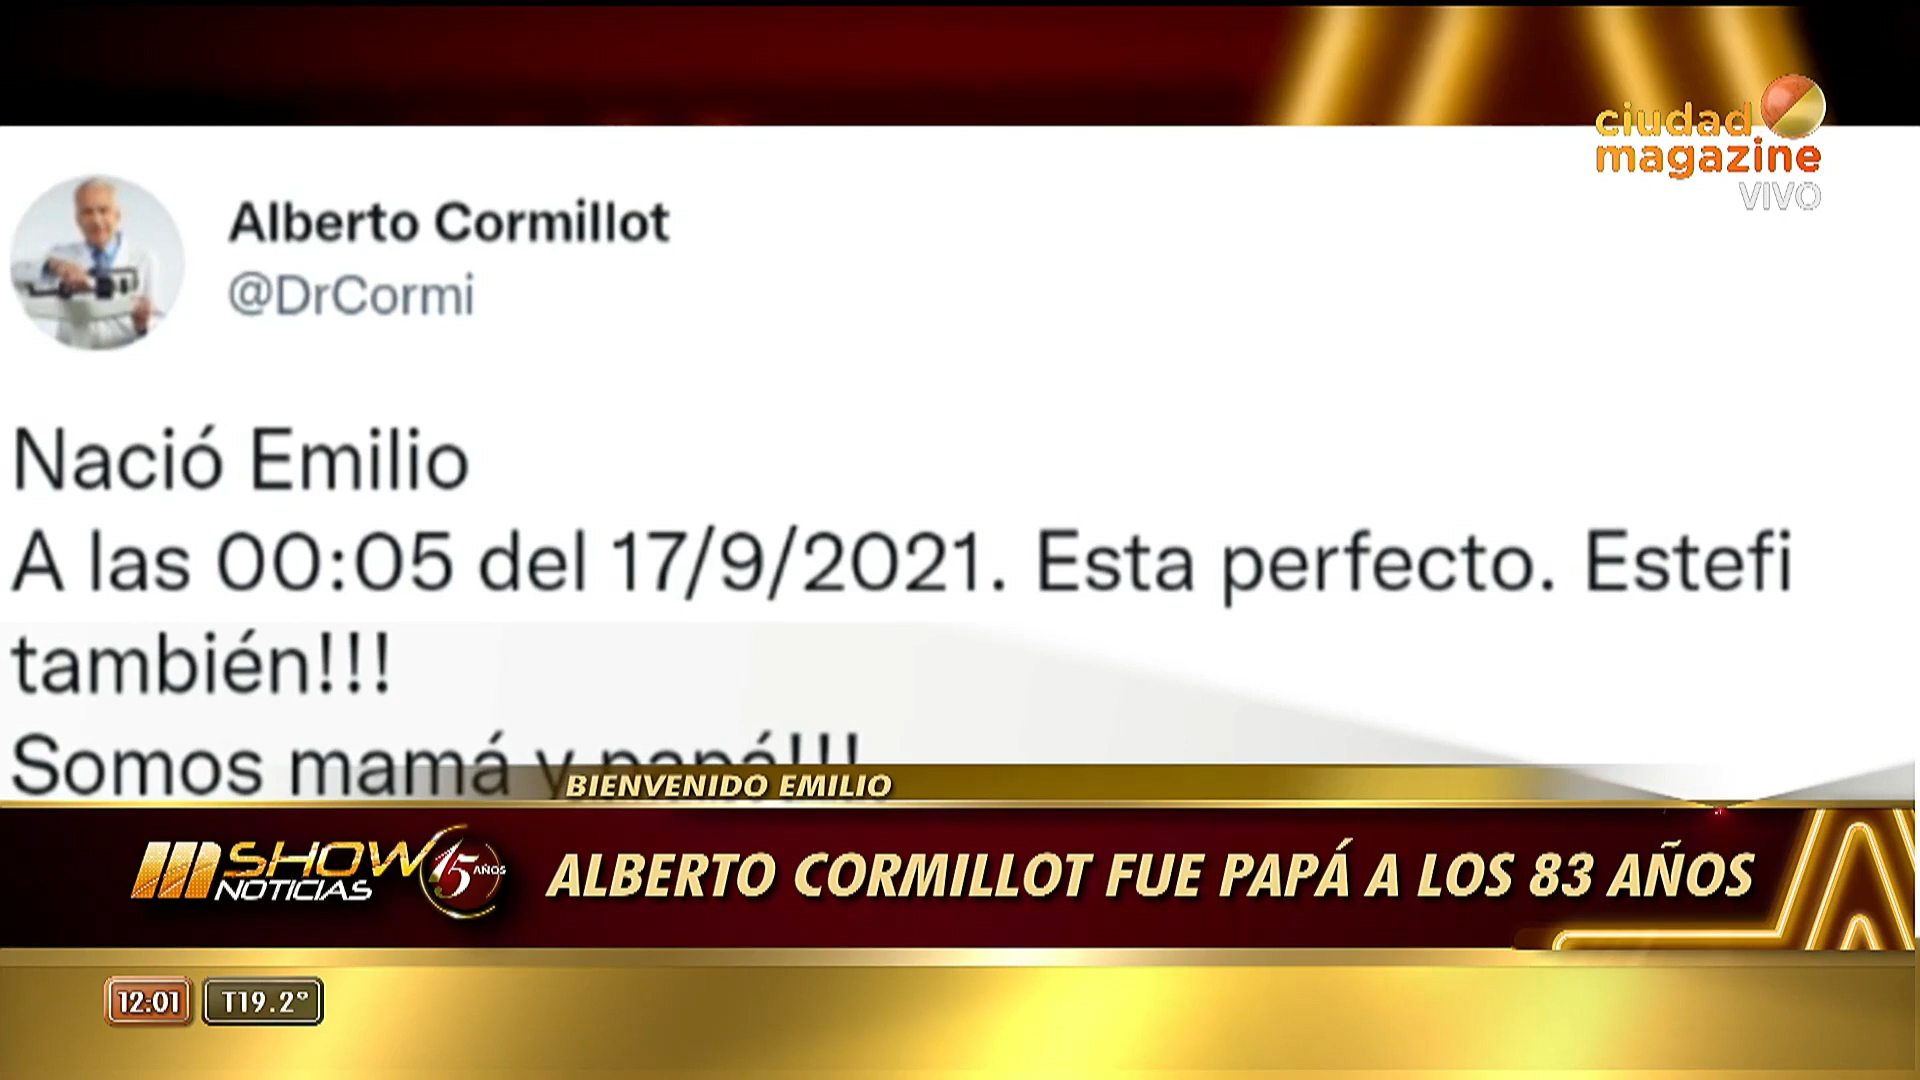 ciudad
magazine
VIVO
Alberto Cormillot
@DrCormi
Nació Emilio
A las 00:05 del 17/9/2021. Esta perfecto. Estefi
también!!!
Somos mamá y papá!!!
BIENVENIDO EMILIO
SHOW
NOTICIAS
15 AÑOS
ALBERTO CORMILLOT FUE PAPÁ A LOS 83 AÑOS
12:01
T19.2°